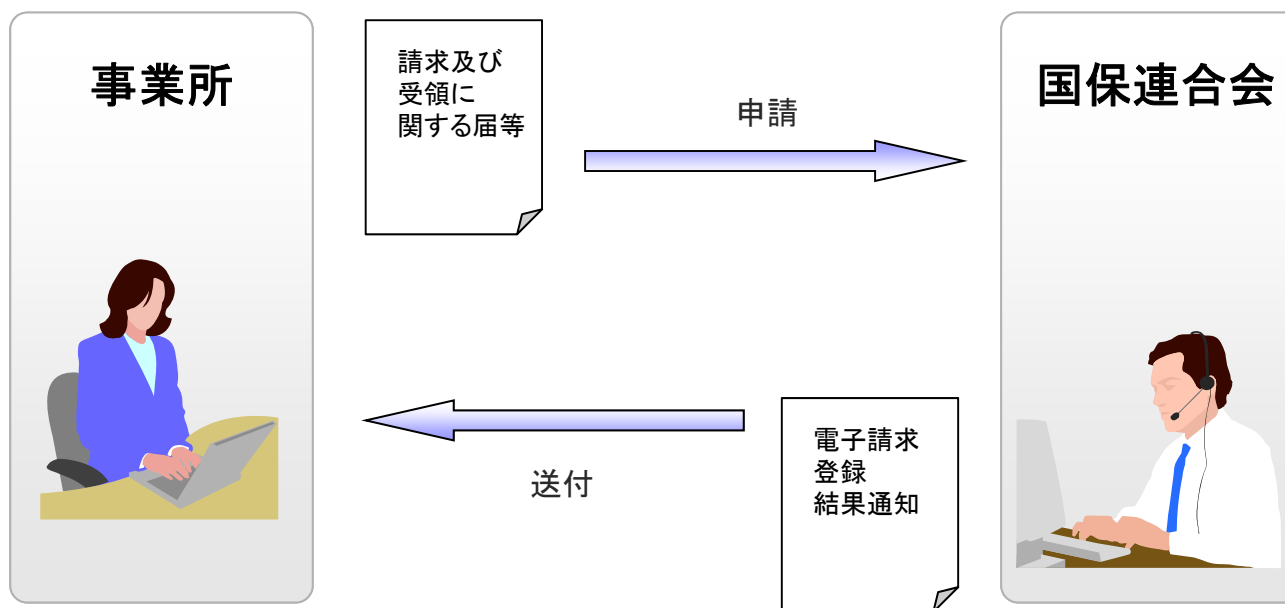 事業所
請求及び
受領に
関する届等
申請
国保連合会
送付
電子請求
登録
結果通知